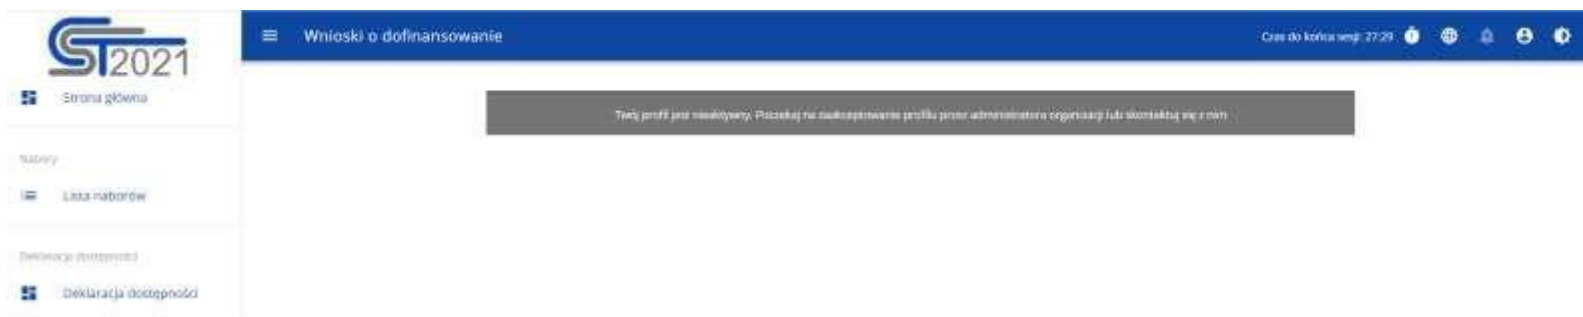 CST2021
Wnioski o dofinansowanie
Czas do końca sesji: 27:29
Strona główna
Twój profil jest nieaktywny. Poczekaj na zaakceptowanie profilu przez administratora organizacji lub skontaktuj się z nim
Nabory
Lista naborów
Deklaracja dostępności
Deklaracja dostępności